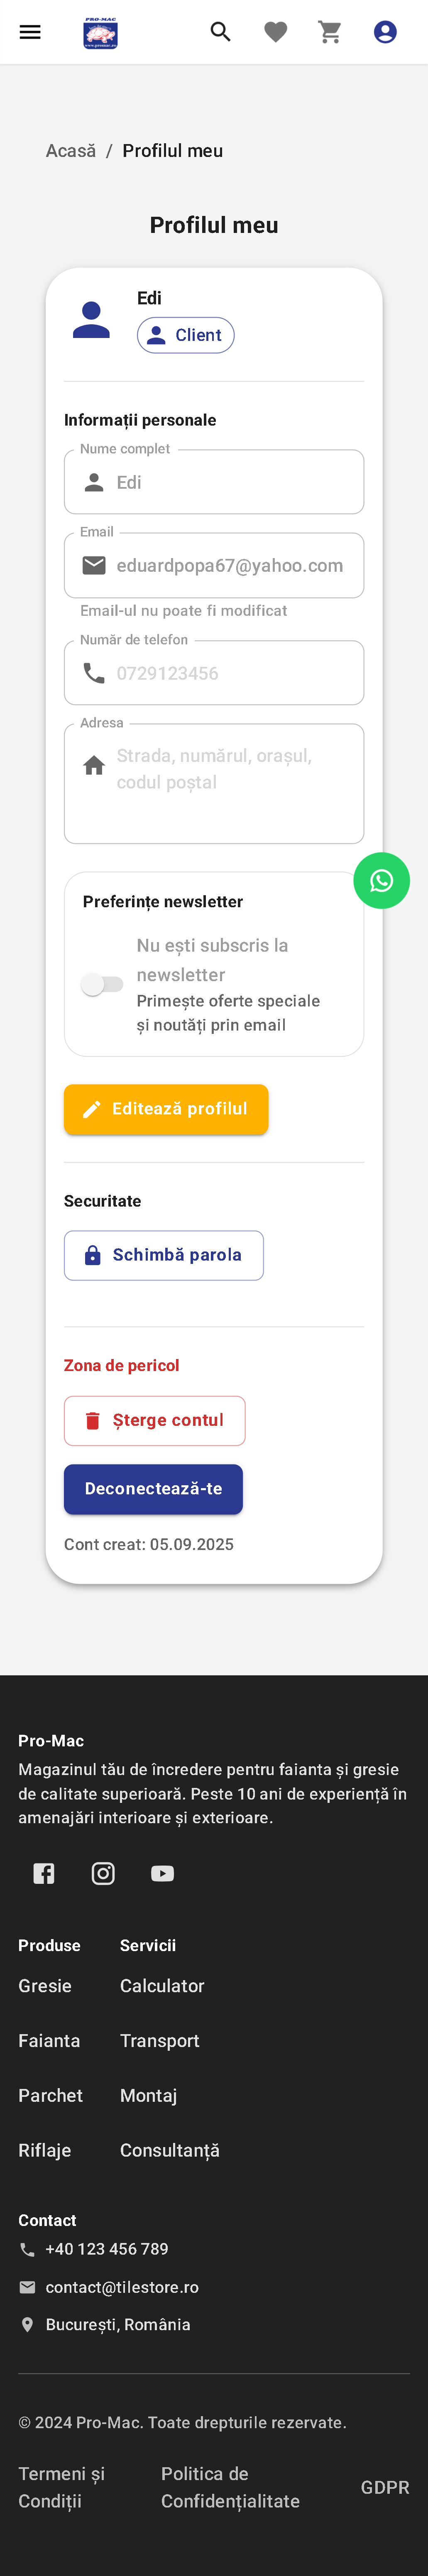 PRO-MAC
www.promac.ro
Acasă / Profilul meu
Profilul meu
Edi
Client
Informații personale
Nume complet
Edi
Email
eduardpopa67@yahoo.com
Email-ul nu poate fi modificat
Număr de telefon
0729123456
Adresa
Strada, numărul, orașul,
codul poștal
Preferințe newsletter
Nu ești subscris la
newsletter
Primește oferte speciale
și noutăți prin email
Editează profilul
Securitate
Schimbă parola
Zona de pericol
Șterge contul
Deconectează-te
Cont creat: 05.09.2025
Pro-Mac
Magazinul tău de încredere pentru faianta și gresie
de calitate superioară. Peste 10 ani de experiență în
amenajări interioare și exterioare.
Produse
Servicii
Gresie
Calculator
Faianta
Transport
Parchet
Montaj
Riflaje
Consultanță
Contact
+40 123 456 789
contact@tilestore.ro
București, România
© 2024 Pro-Mac. Toate drepturile rezervate.
Termeni și
Condiții
Politica de
Confidențialitate
GDPR